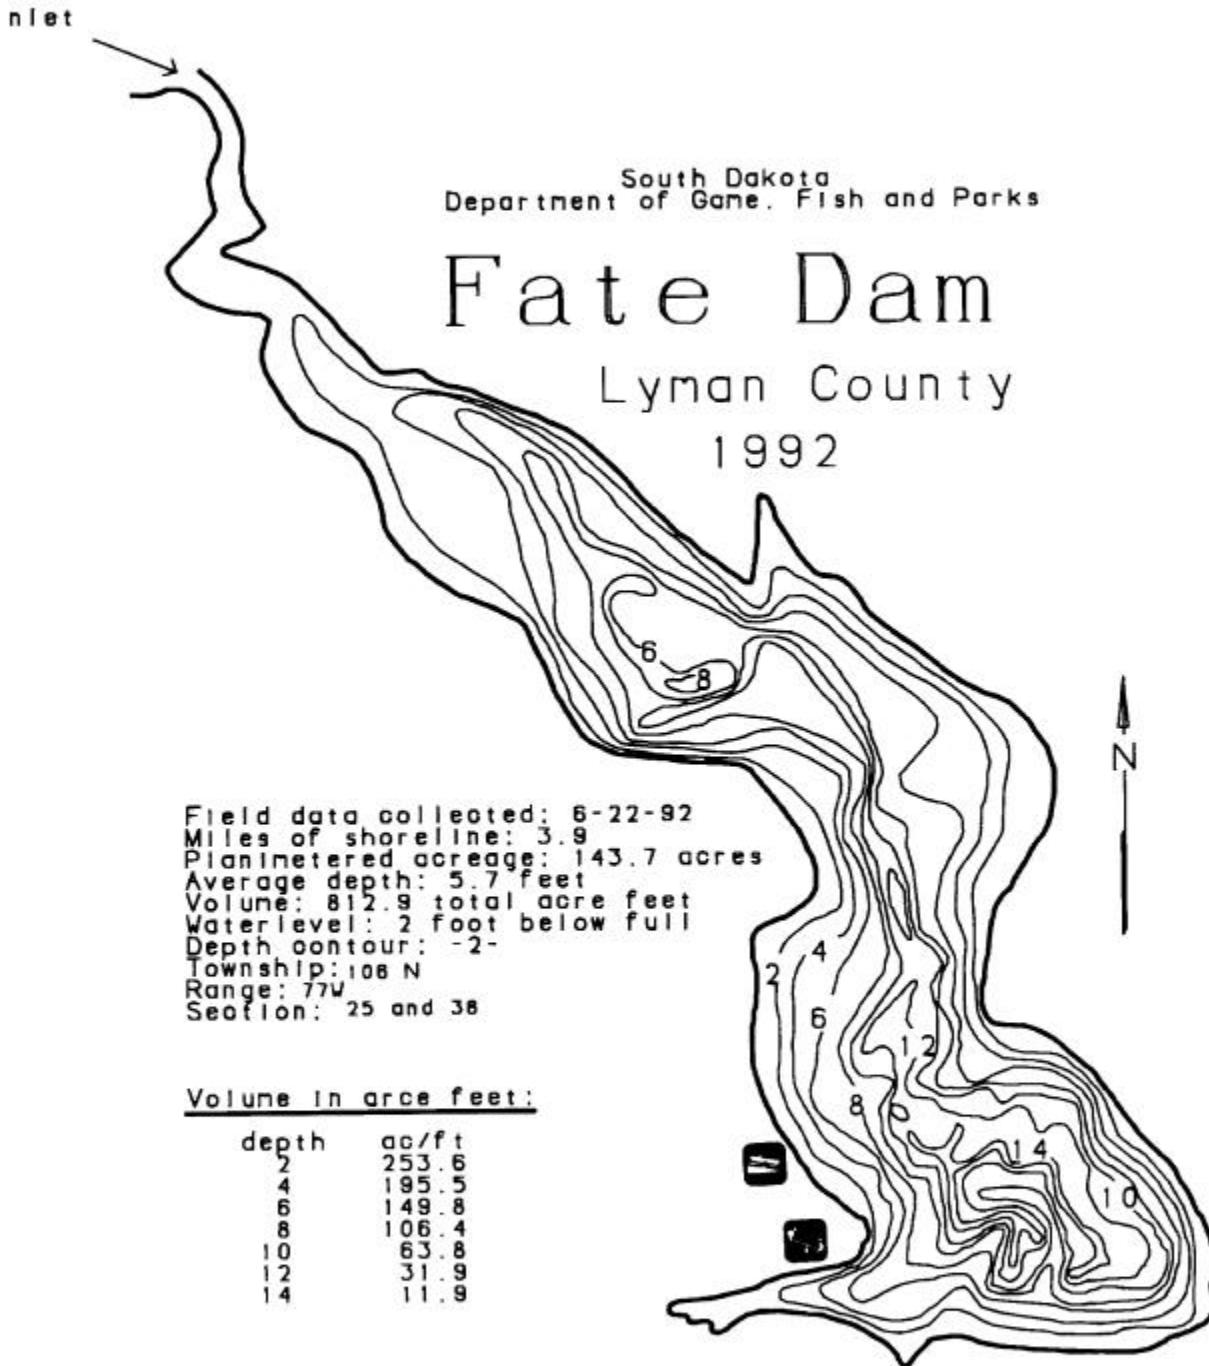 nlet
South Dakota
Department of Game. Fish and Parks
Fate Dam
Lyman County
1992
6
8
N
Field data collected: 6-22-92
Miles of shoreline: 3.9
Planimetered acreage: 143.7 acres
Average depth: 5.7 feet
Volume: 812.9 total acre feet
Waterlevel: 2 foot below full
Depth contour: -2-
Township: 106 N
Range: 77W
Section: 25 and 36
4
2
6
12
8
14
10
Volume in arce feet:
depth ac/ft
2 253.6
4 195.5
6 149.8
8 106.4
10 63.8
12 31.9
14 11.9